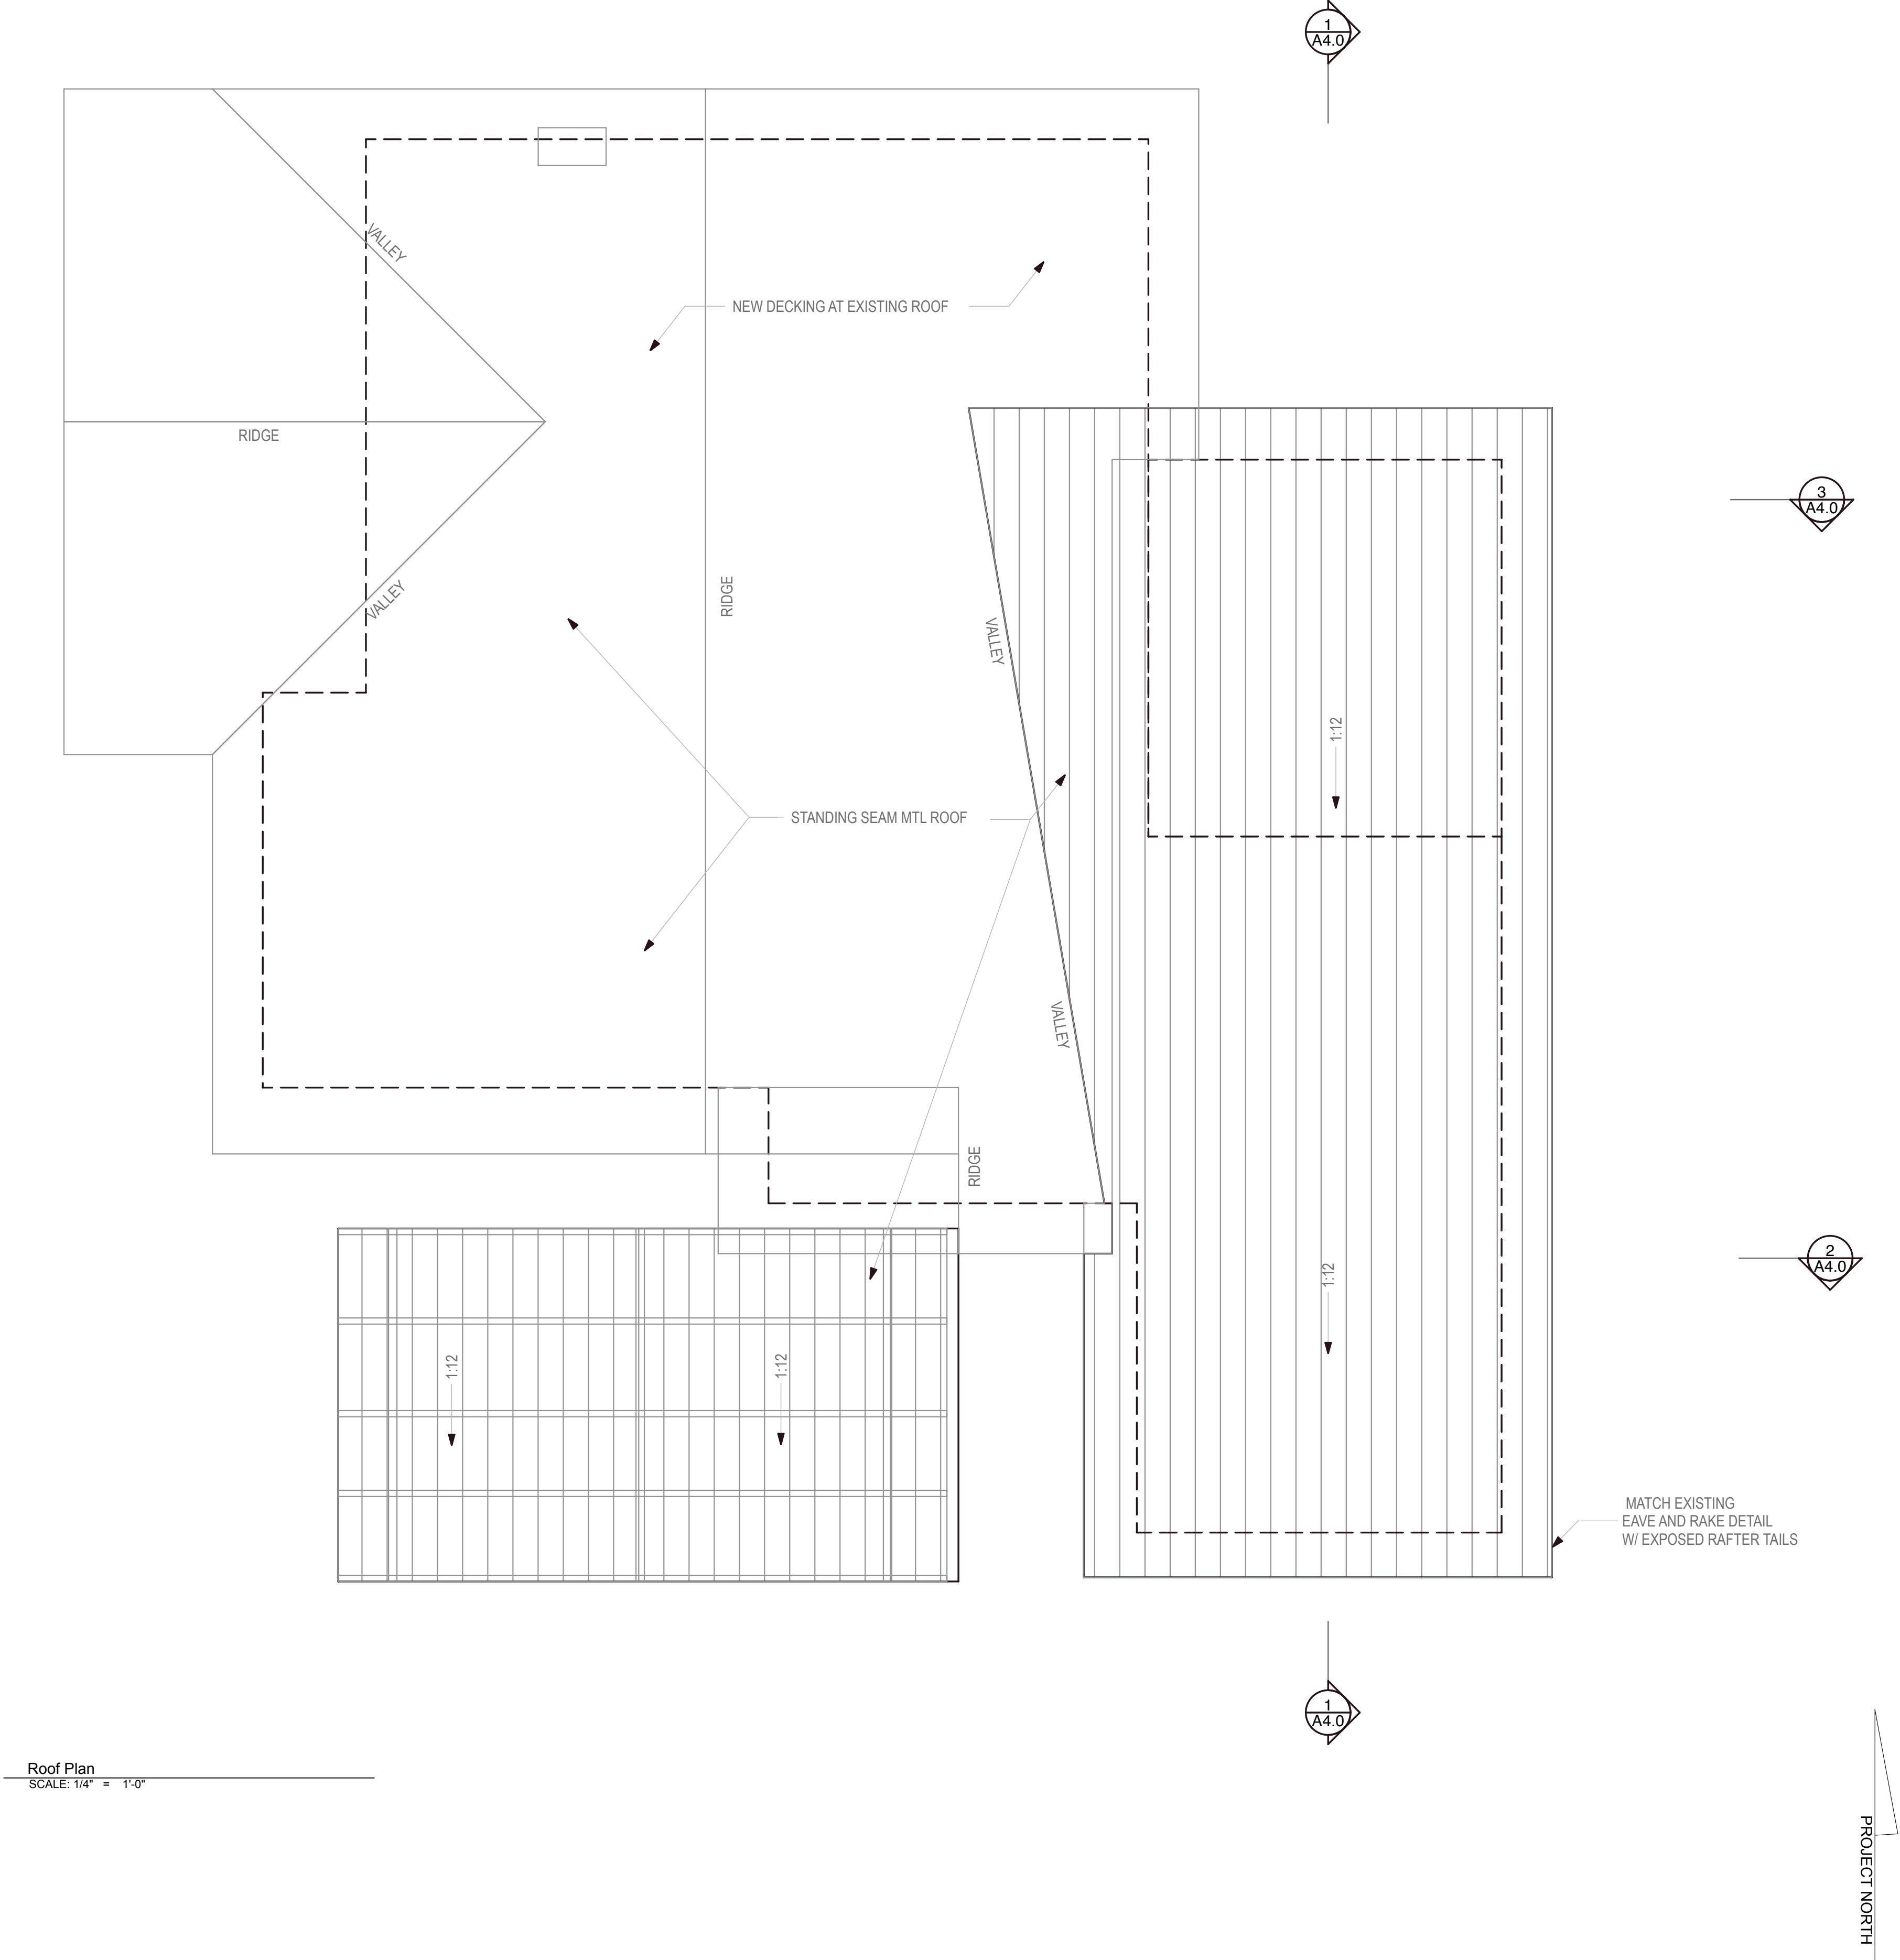 1
A4.0
VALLEY
NEW DECKING AT EXISTING ROOF
RIDGE
3
A4.0
RIDGE
VALLEY
VALLEY
1:12
STANDING SEAM MTL ROOF
VALLEY
RIDGE
2
A4.0
1:12
1:12
1:12
MATCH EXISTING
EAVE AND RAKE DETAIL
W/ EXPOSED RAFTER TAILS
1
A4.0
Roof Plan
SCALE: 1/4" = 1'-0"
PROJECT NORTH